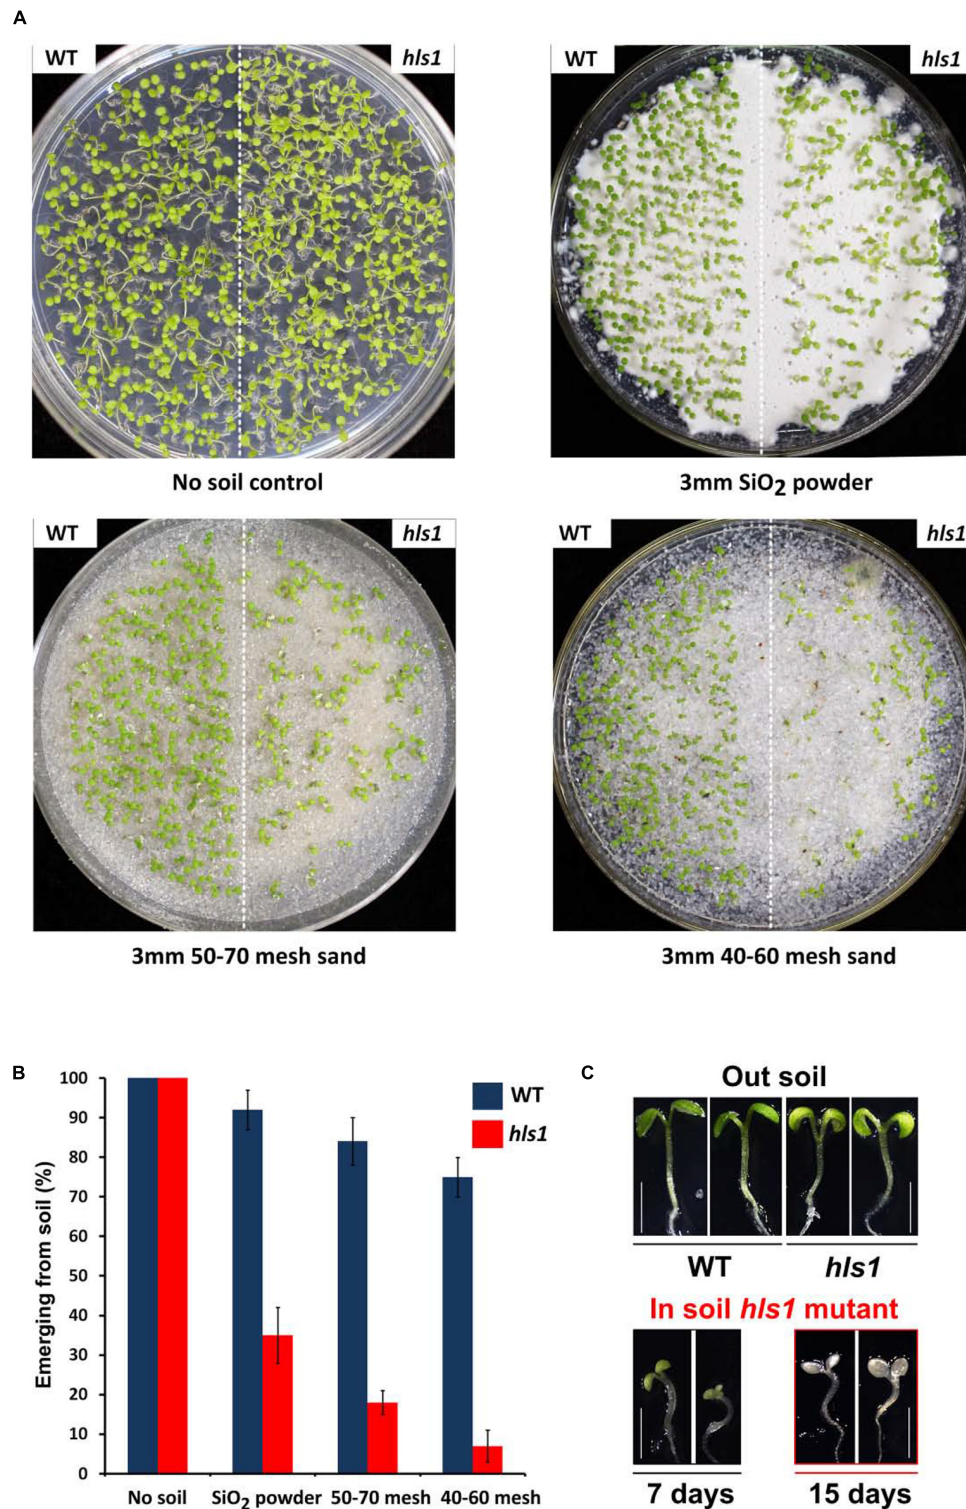 A
WT hls1 WT hls1
No soil control 3mm SiO2 powder
WT hls1 WT hls1
3mm 50-70 mesh sand 3mm 40-60 mesh sand
B
Emerging from soil (%)
100
90
80
70
60
50
40
30
20
10
0
WT
hls1
No soil SiO2 powder 50-70 mesh 40-60 mesh
C
Out soil
WT hls1
In soil hls1 mutant
7 days 15 days